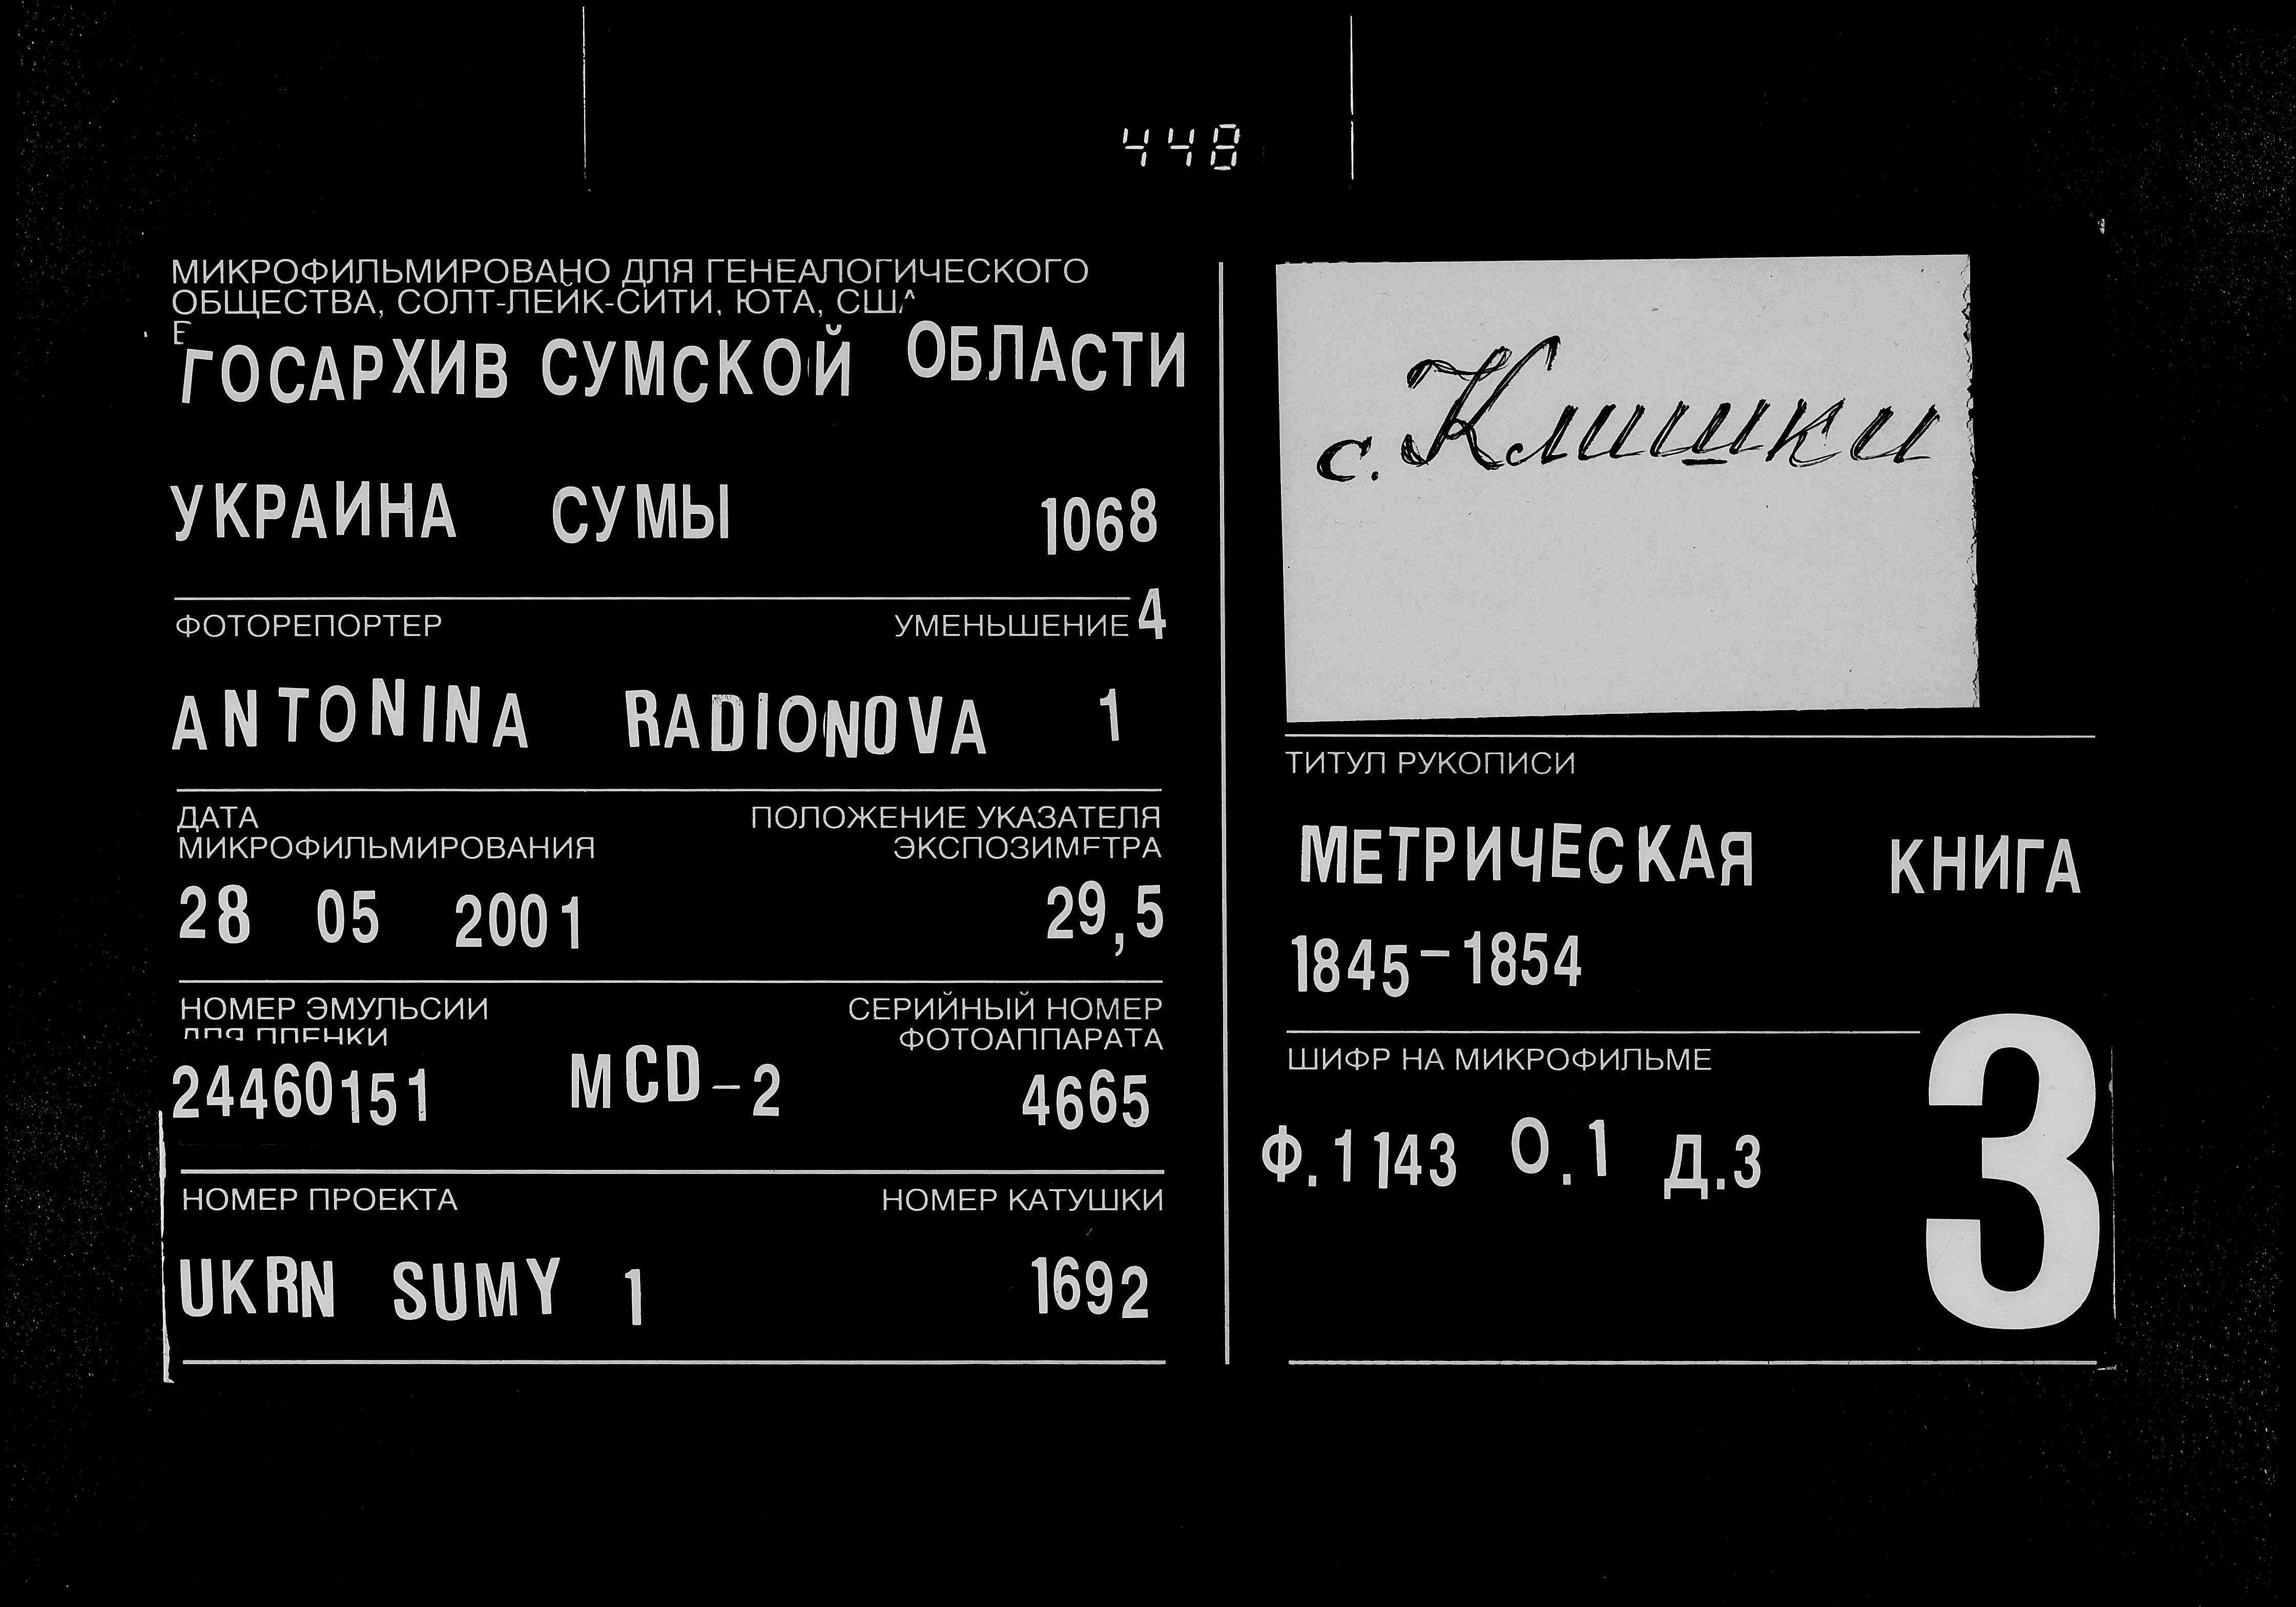 448
МИКРОФИЛЬМИРОВАНО ДЛЯ ГЕНЕАЛОГИЧЕСКОГО
ОБЩЕСТВА, СОЛТ-ЛЕЙК-СИТИ, ЮТА, США
Е
ГОСАРХИВ СУМСКОЙ ОБЛАСТИ
УКРАИНА СУМЫ 1068
ФОТОРЕПОРТЕР УМЕНЬШЕНИЕ 4
ANTONINA RADIONOVA 1
ДАТА ПОЛОЖЕНИЕ УКАЗАТЕЛЯ
МИКРОФИЛЬМИРОВАНИЯ ЭКСПОЗИМЕТРА
28 05 2001 29,5
НОМЕР ЭМУЛЬСИИ СЕРИЙНЫЙ НОМЕР
ДЛЯ ПЛЕНКИ ФОТОАППАРАТА
24460151 MCD-2 4665
НОМЕР ПРОЕКТА НОМЕР КАТУШКИ
UKRN SUMY 1 1692
с. Клишки
ТИТУЛ РУКОПИСИ
МЕТРИЧЕСКАЯ КНИГА
1845-1854
ШИФР НА МИКРОФИЛЬМЕ
Ф.1143 О.1 Д.3
3